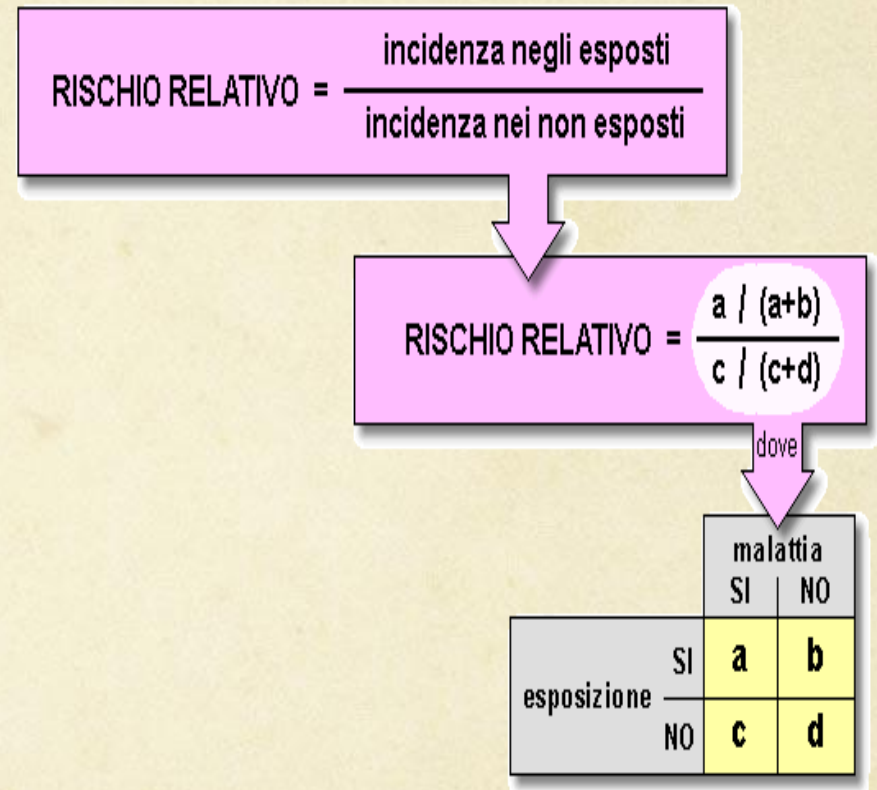 incidenza negli esposti
RISCHIO RELATIVO =
incidenza nei non esposti
a / (a+b)
RISCHIO RELATIVO =
c / (c+d)
dove
malattia
SI NO
SI a b
esposizione
NO c d